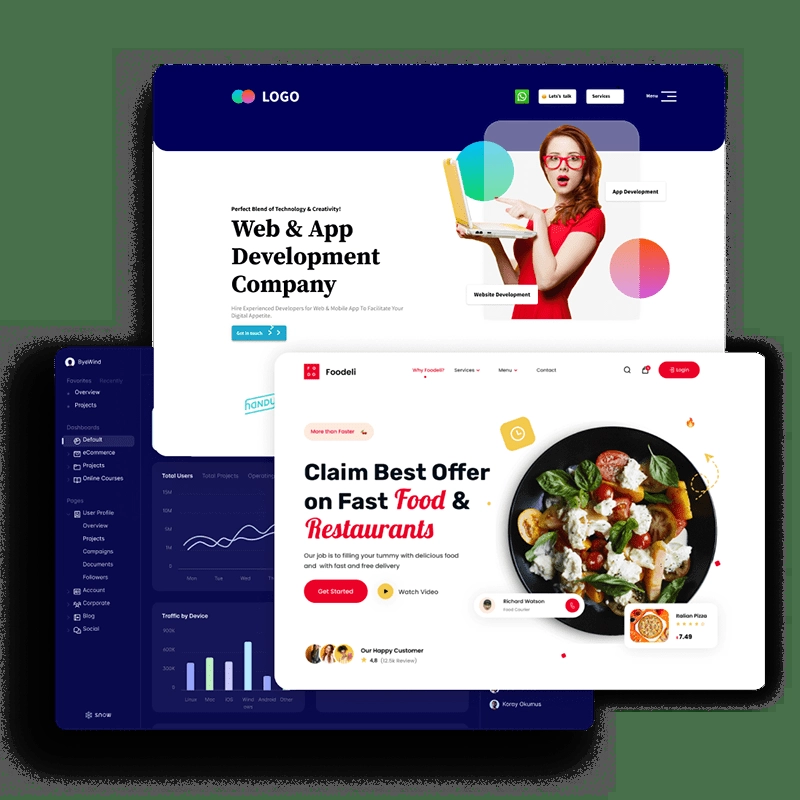 LOGO
Lets's talk
Services
Menu
App Development
Perfect Blend of Technology & Creativity!
Web & App
Development
Company
Website Development
Hire Experienced Developers for Web & Mobile App To Facilitate Your
Digital Appetite.
Get in touch
ByeWind
Favorites Recently
Overview
Projects
Dashboards
Default
eCommerce
Projects
Online Courses
Pages
User Profile
Overview
Projects
Campaigns
Documents
Followers
Account
Corporate
Blog
Social
snow
Total Users Total Projects Operating
15M
10M
5M
1M
0
Mon Tue Wed
Traffic by Device
600K
400K
300K
0
Linux Mac iOS Wind ows Android Other
Koray Okumus
Foodeli
Why Foodeli?
Services
Menu
Contact
Login
More than Faster
Claim Best Offer
on Fast Food &
Restaurants
Our job is to filling your tummy with delicious food
and with fast and free delivery
Get Started
Watch Video
Our Happy Customer
4.8 (12.5k Review)
Richard Watson
Food Courier
Italian Pizza
7.49